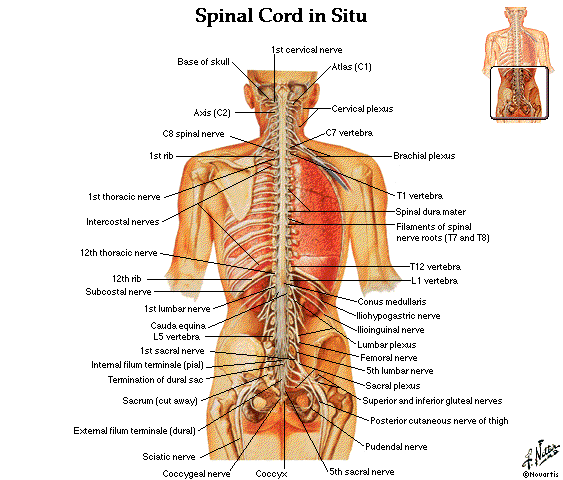 Spinal Cord in Situ
1st cervical nerve
Base of skull
Atlas (C1)
Axis (C2)
Cervical plexus
C8 spinal nerve
C7 vertebra
1st rib
Brachial plexus
1st thoracic nerve
T1 vertebra
Intercostal nerves
Spinal dura mater
Filaments of spinal
nerve roots (T7 and T8)
12th thoracic nerve
T12 vertebra
12th rib
L1 vertebra
Subcostal nerve
Conus medullaris
1st lumbar nerve
Iliohypogastric nerve
Cauda equina
Ilioinguinal nerve
L5 vertebra
Lumbar plexus
1st sacral nerve
Femoral nerve
Internal filum terminale (pial)
5th lumbar nerve
Termination of dural sac
Sacral plexus
Sacrum (cut away)
Superior and inferior gluteal nerves
Posterior cutaneous nerve of thigh
External filum terminale (dural)
Pudendal nerve
Sciatic nerve
Coccygeal nerve
Coccyx
5th sacral nerve
©Novartis